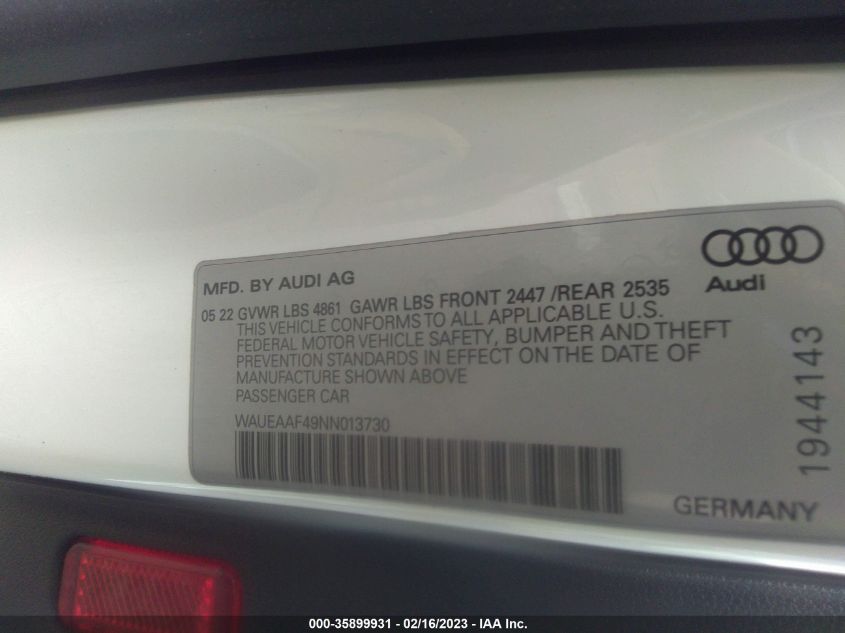 MFD. BY AUDI AG
05 22 GVWR LBS 4861 GAWR LBS FRONT 2447 /REAR 2535
THIS VEHICLE CONFORMS TO ALL APPLICABLE U.S.
FEDERAL MOTOR VEHICLE SAFETY, BUMPER AND THEFT
PREVENTION STANDARDS IN EFFECT ON THE DATE OF
MANUFACTURE SHOWN ABOVE
PASSENGER CAR
WAUEAAF49NN013730
Audi
1944143
GERMANY
000-35899931 - 02/16/2023 - IAA Inc.